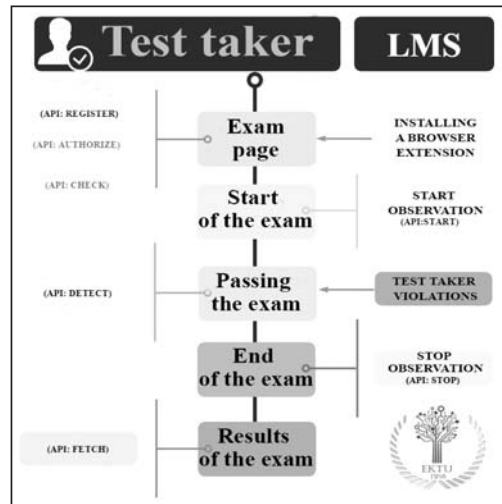 Test taker
LMS
(API: REGISTER)
(API: AUTHORIZE)
(API: CHECK)
Exam
page
INSTALLING
A BROWSER
EXTENSION
Start
of the exam
START
OBSERVATION
(API:START)
(API: DETECT)
Passing
the exam
TEST TAKER
VIOLATIONS
End
of the exam
STOP
OBSERVATION
(API: STOP)
(API: FETCH)
Results
of the exam
EKTU